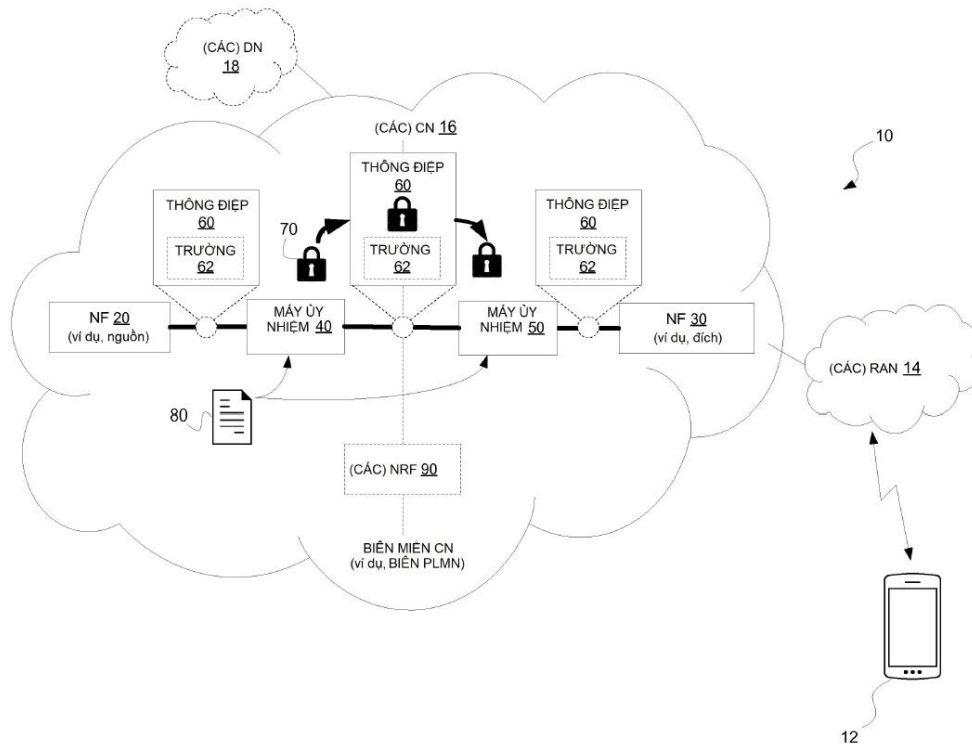 (CÁC) DN
18
(CÁC) CN 16
10
THÔNG ĐIỆP
60
TRƯỜNG
62
70
THÔNG ĐIỆP
60
TRƯỜNG
62
THÔNG ĐIỆP
60
TRƯỜNG
62
NF 20
(ví dụ, nguồn)
MÁY ỦY
NHIỆM 40
MÁY ỦY
NHIỆM 50
NF 30
(ví dụ, đích)
(CÁC) RAN 14
80
(CÁC) NRF 90
BIÊN MIỀN CN
(ví dụ, BIÊN PLMN)
12